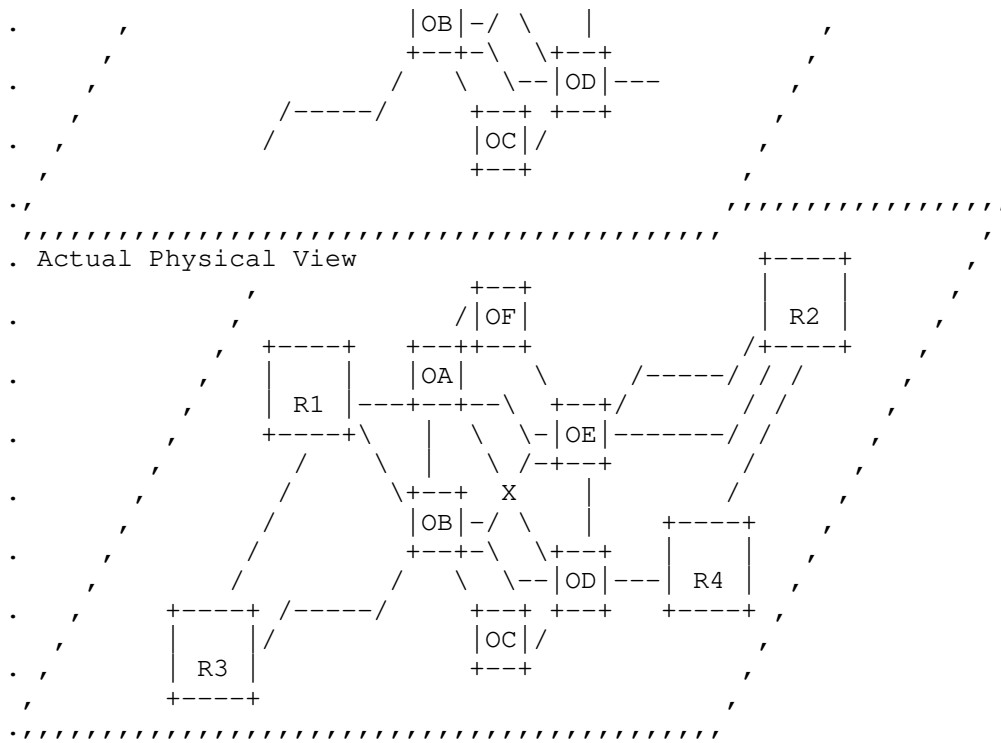 OB
OD
OC
Actual Physical View
OF
R2
OA
R1
OE
OB
OD
R4
OC
R3